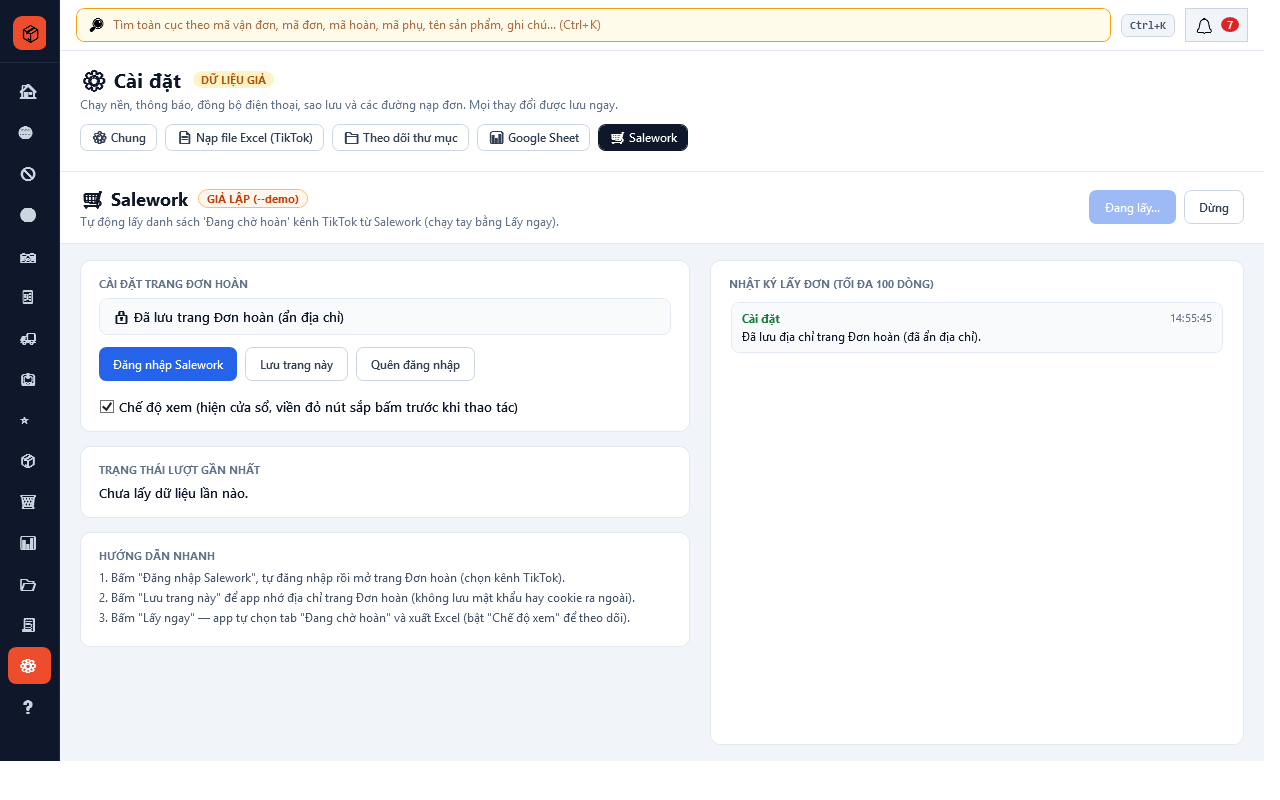 Tìm toàn cục theo mã vận đơn, mã đơn, mã hoàn, mã phụ, tên sản phẩm, ghi chú... (Ctrl+K)
Ctrl+K
7
Cài đặt
DỮ LIỆU GIẢ
Chạy nền, thông báo, đồng bộ điện thoại, sao lưu và các đường nạp đơn. Mọi thay đổi được lưu ngay.
Chung
Nạp file Excel (TikTok)
Theo dõi thư mục
Google Sheet
Salework
Salework
GIẢ LẬP (--demo)
Tự động lấy danh sách 'Đang chờ hoàn' kênh TikTok từ Salework (chạy tay bằng Lấy ngay).
Đang lấy...
Dừng
CÀI ĐẶT TRANG ĐƠN HOÀN
Đã lưu trang Đơn hoàn (ẩn địa chỉ)
Đăng nhập Salework
Lưu trang này
Quên đăng nhập
Chế độ xem (hiện cửa sổ, viền đỏ nút sắp bấm trước khi thao tác)
TRẠNG THÁI LƯỢT GẦN NHẤT
Chưa lấy dữ liệu lần nào.
HƯỚNG DẪN NHANH
1. Bấm "Đăng nhập Salework", tự đăng nhập rồi mở trang Đơn hoàn (chọn kênh TikTok).
2. Bấm "Lưu trang này" để app nhớ địa chỉ trang Đơn hoàn (không lưu mật khẩu hay cookie ra ngoài).
3. Bấm "Lấy ngay" — app tự chọn tab "Đang chờ hoàn" và xuất Excel (bật "Chế độ xem" để theo dõi).
NHẬT KÝ LẤY ĐƠN (TỐI ĐA 100 DÒNG)
Cài đặt
14:55:45
Đã lưu địa chỉ trang Đơn hoàn (đã ẩn địa chỉ).